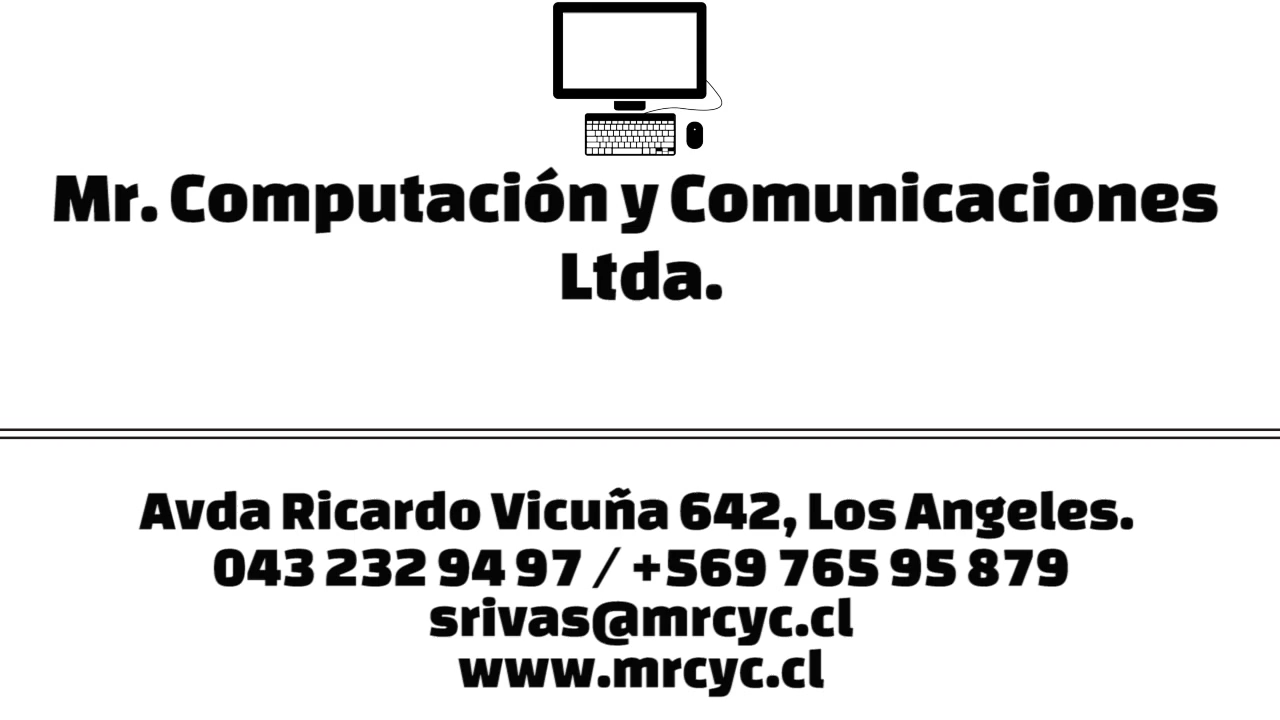 Mr. Computación y Comunicaciones
Ltda.
Avda Ricardo Vicuña 642, Los Angeles.
043 232 94 97 / +569 765 95 879
srivas@mrcyc.cl
www.mrcyc.cl